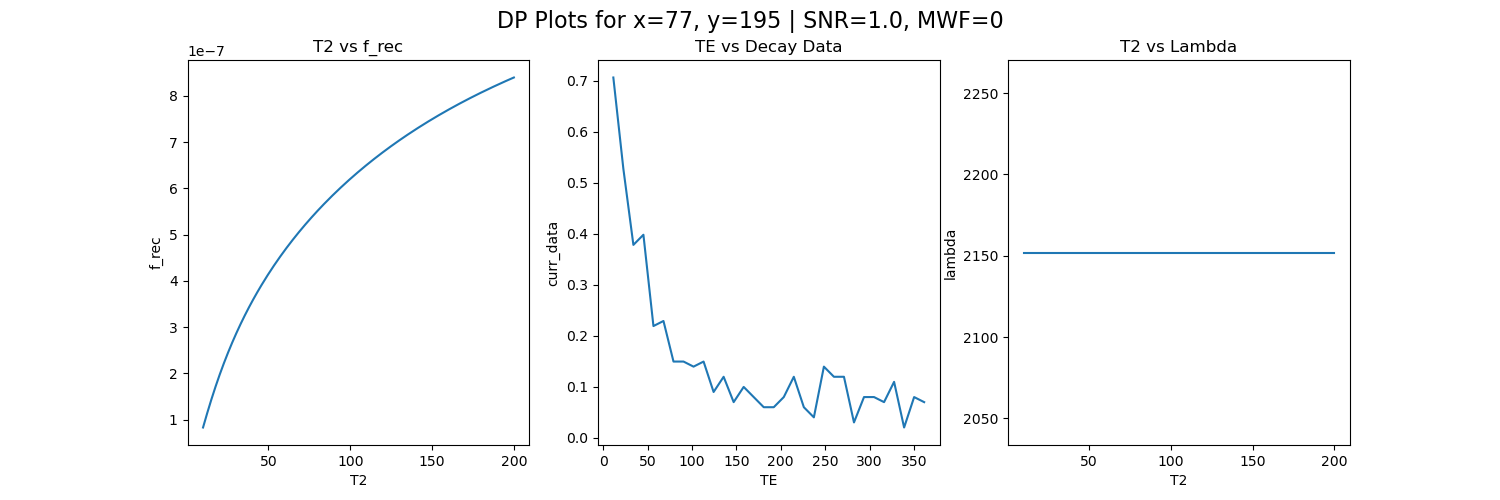 DP Plots for x=77, y=195 | SNR=1.0, MWF=0
T2 vs f_rec
1e−7
8
7
6
5
4
3
2
1
f_rec
50 100 150 200
T2
TE vs Decay Data
0.7
0.6
0.5
0.4
0.3
0.2
0.1
0.0
curr_data
0 50 100 150 200 250 300 350
TE
T2 vs Lambda
2250
2200
2150
2100
2050
lambda
50 100 150 200
T2